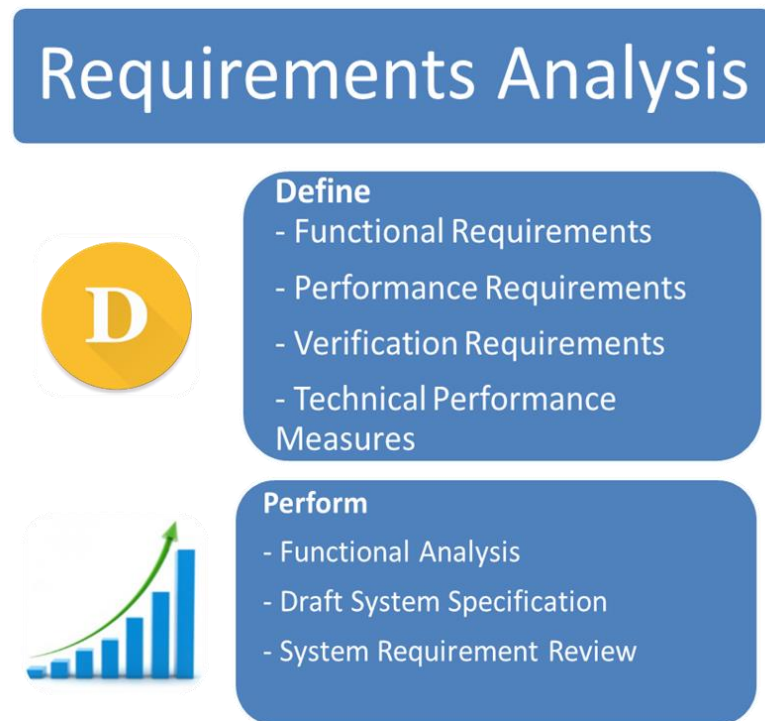 Requirements Analysis
D
Define
- Functional Requirements
- Performance Requirements
- Verification Requirements
- Technical Performance
Measures
Perform
- Functional Analysis
- Draft System Specification
- System Requirement Review